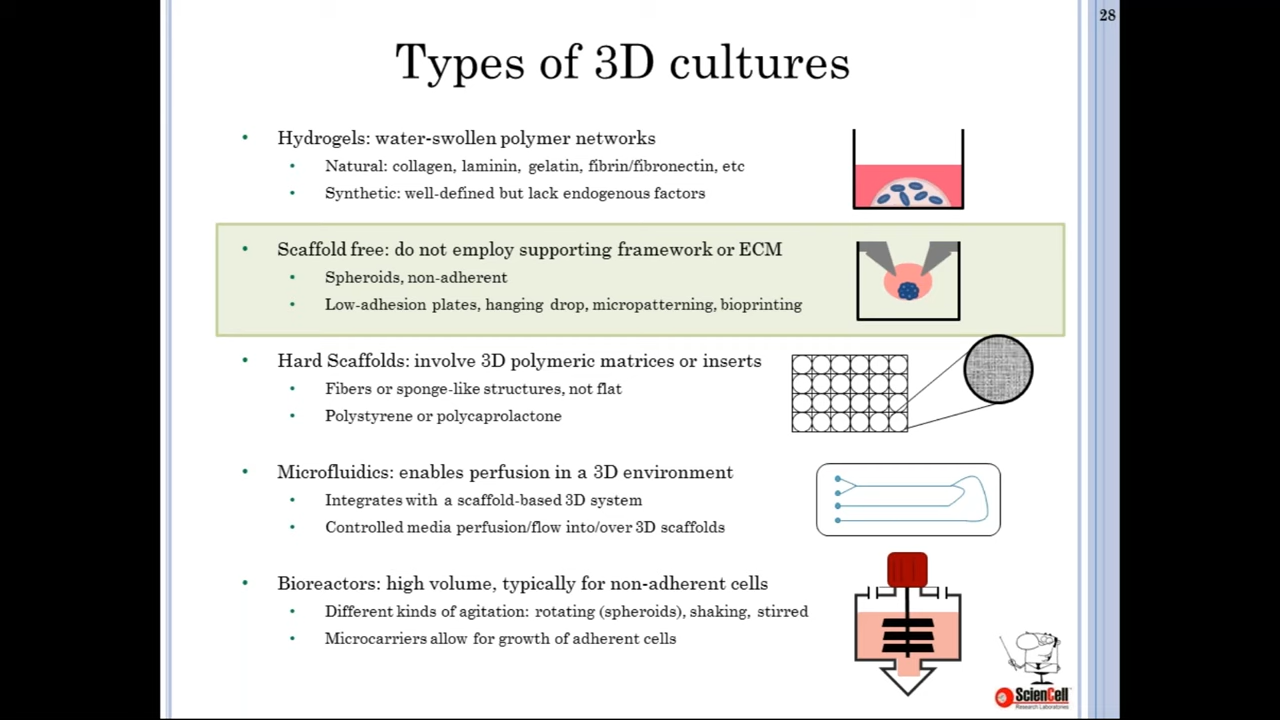 28
Types of 3D cultures
• Hydrogels: water-swollen polymer networks
• Natural: collagen, laminin, gelatin, fibrin/fibronectin, etc
• Synthetic: well-defined but lack endogenous factors
• Scaffold free: do not employ supporting framework or ECM
• Spheroids, non-adherent
• Low-adhesion plates, hanging drop, micropatterning, bioprinting
• Hard Scaffolds: involve 3D polymeric matrices or inserts
• Fibers or sponge-like structures, not flat
• Polystyrene or polycaprolactone
• Microfluidics: enables perfusion in a 3D environment
• Integrates with a scaffold-based 3D system
• Controlled media perfusion/flow into/over 3D scaffolds
• Bioreactors: high volume, typically for non-adherent cells
• Different kinds of agitation: rotating (spheroids), shaking, stirred
• Microcarriers allow for growth of adherent cells
ScienCell
Research Laboratories